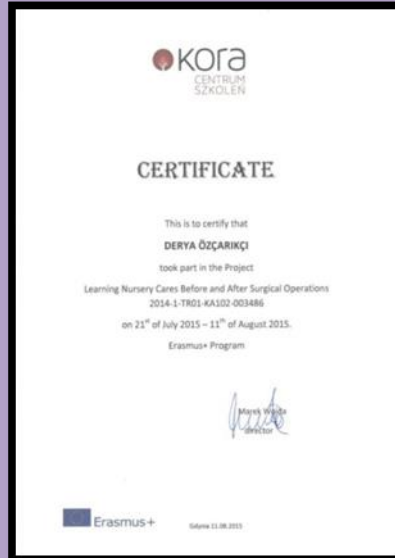 kora
CENTRUM
SZKOLEŃ
CERTIFICATE
This is to certify that
DERYA ÖZÇARIKÇI
took part in the Project
Learning Nursery Cares Before and After Surgical Operations
2014-1-TR01-KA102-003486
on 21st of July 2015 – 11th of August 2015.
Erasmus+ Program
Marek Wojda
director
Erasmus+
Gdynia 11.08.2015